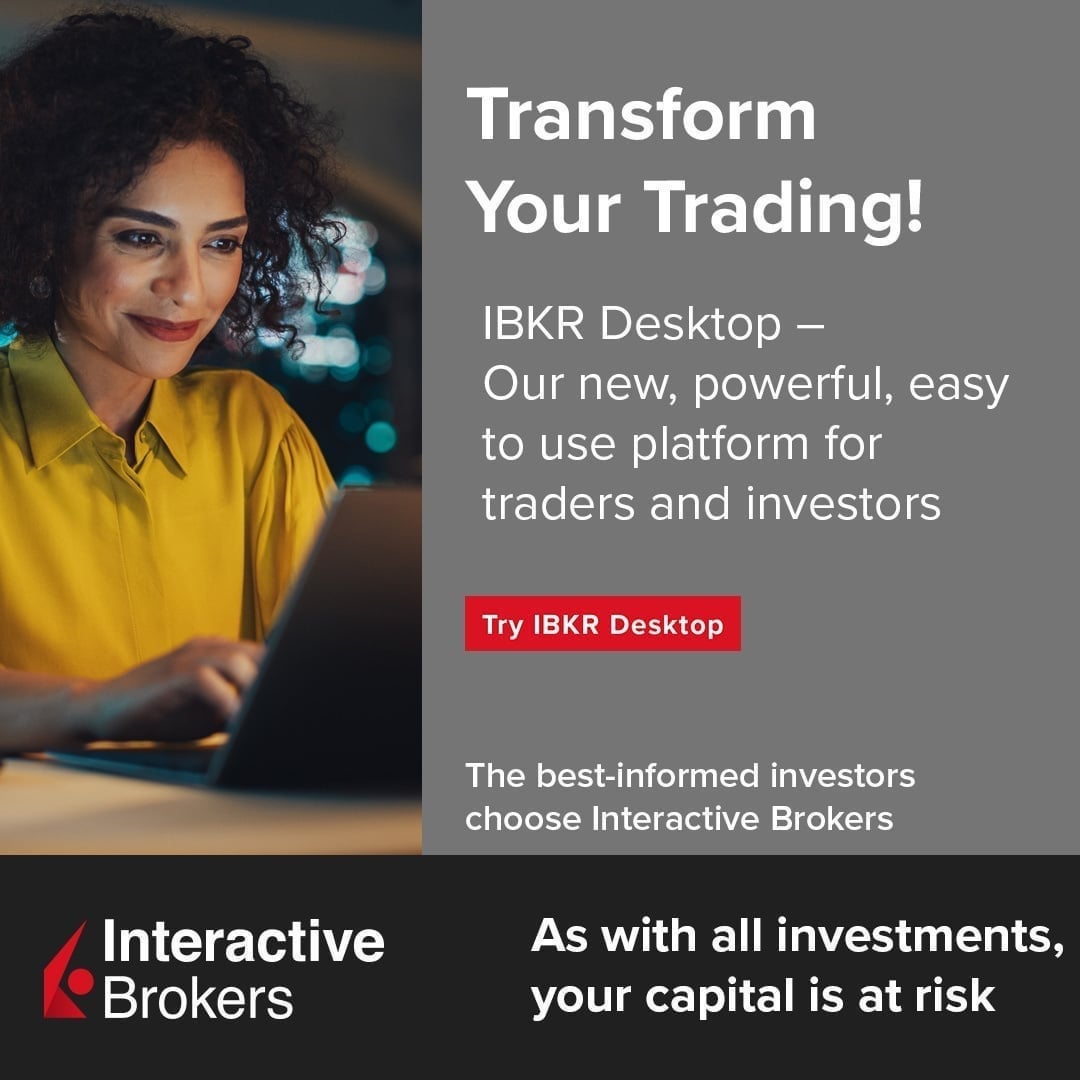 Transform
Your Trading!
IBKR Desktop –
Our new, powerful, easy
to use platform for
traders and investors
Try IBKR Desktop
The best-informed investors
choose Interactive Brokers
Interactive
Brokers
As with all investments,
your capital is at risk